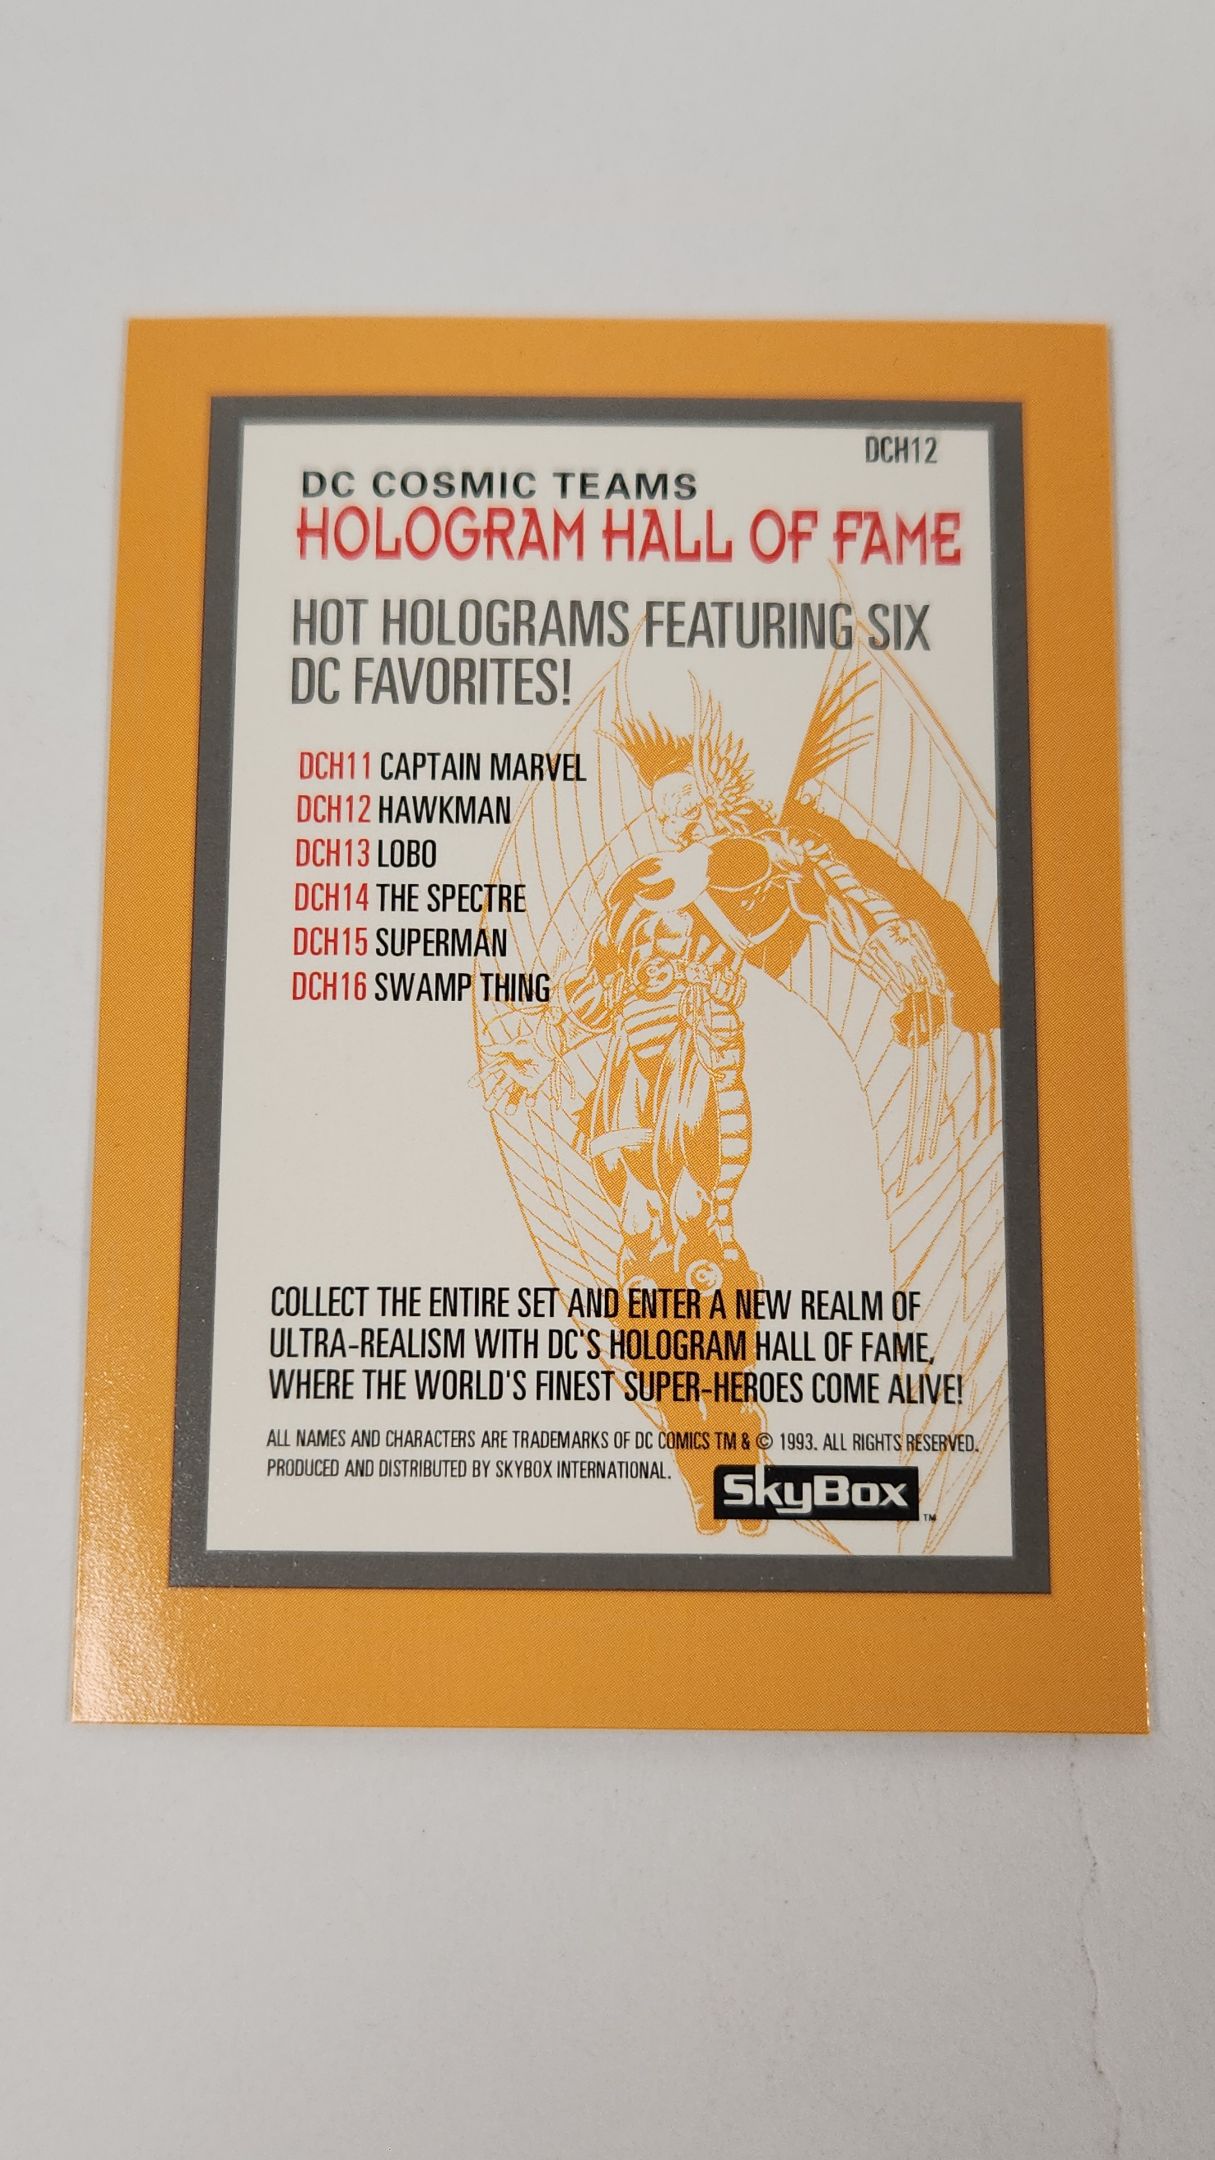 DCH12
DC COSMIC TEAMS
HOLOGRAM HALL OF FAME
HOT HOLOGRAMS FEATURING SIX
DC FAVORITES!
DCH11 CAPTAIN MARVEL
DCH12 HAWKMAN
DCH13 LOBO
DCH14 THE SPECTRE
DCH15 SUPERMAN
DCH16 SWAMP THING
COLLECT THE ENTIRE SET AND ENTER A NEW REALM OF
ULTRA-REALISM WITH DC'S HOLOGRAM HALL OF FAME,
WHERE THE WORLD'S FINEST SUPER-HEROES COME ALIVE!
ALL NAMES AND CHARACTERS ARE TRADEMARKS OF DC COMICS TM & © 1993. ALL RIGHTS RESERVED.
PRODUCED AND DISTRIBUTED BY SKYBOX INTERNATIONAL.
SkyBox TM